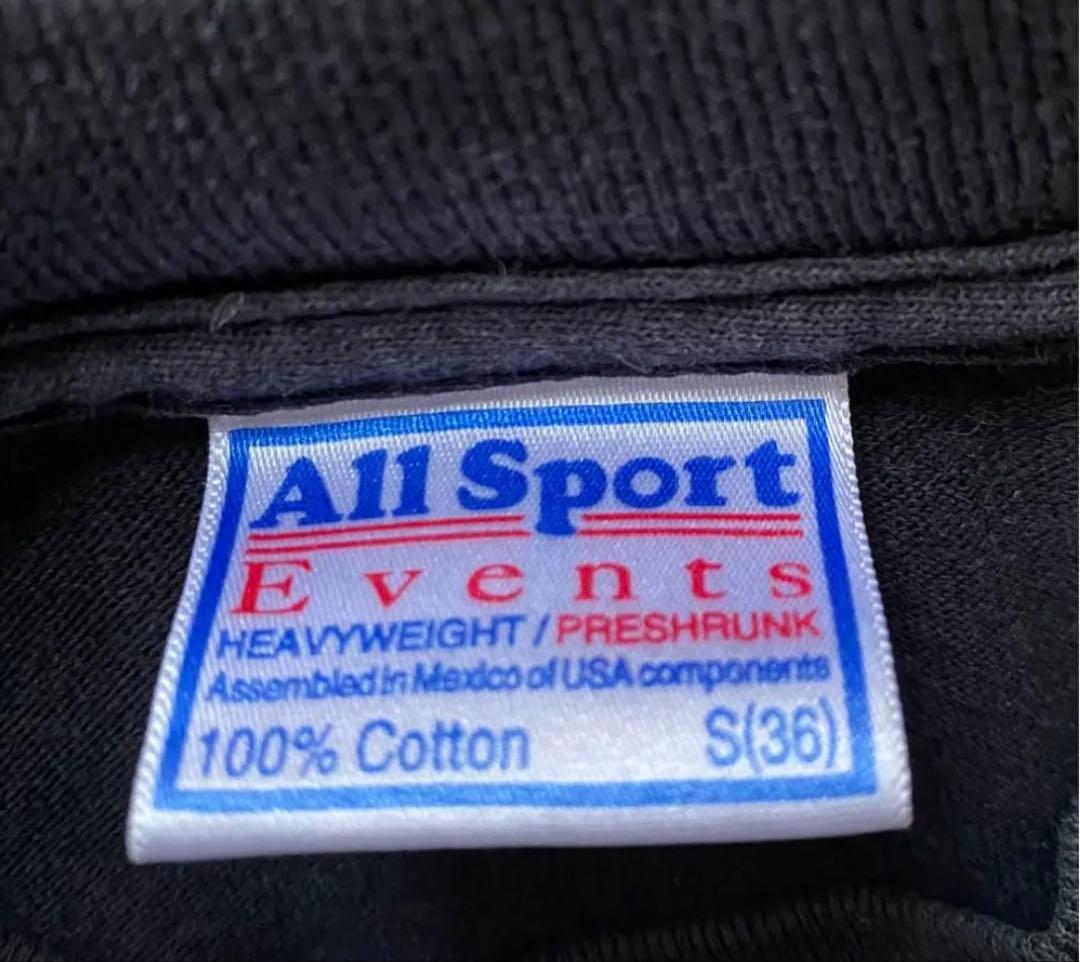 All Sport
Events
HEAVYWEIGHT / PRESHRUNK
Assembled in Mexico of USA components
100% Cotton S(36)